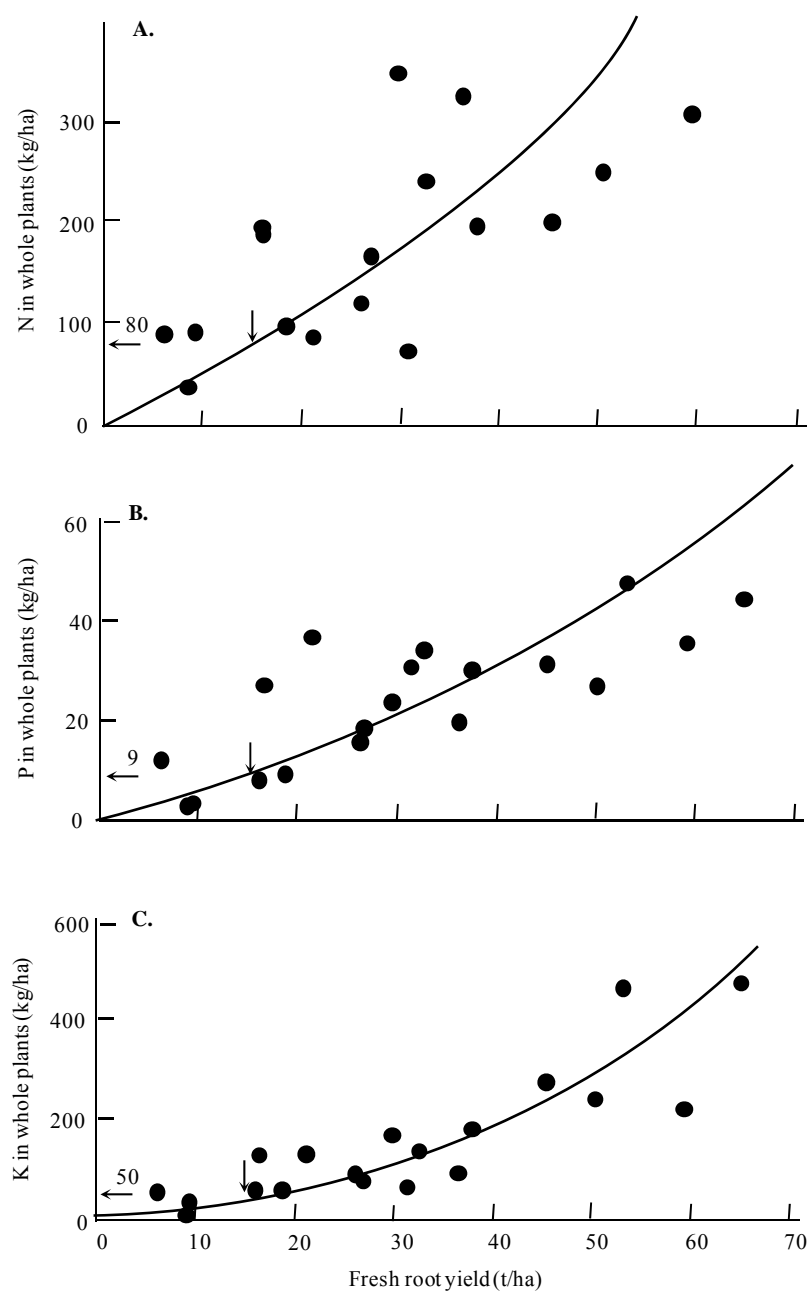 A.
N in whole plants (kg/ha)
300
200
100
80
0
B.
P in whole plants (kg/ha)
60
40
20
9
0
C.
K in whole plants (kg/ha)
600
400
200
50
0
0 10 20 30 40 50 60 70
Fresh root yield (t/ha)